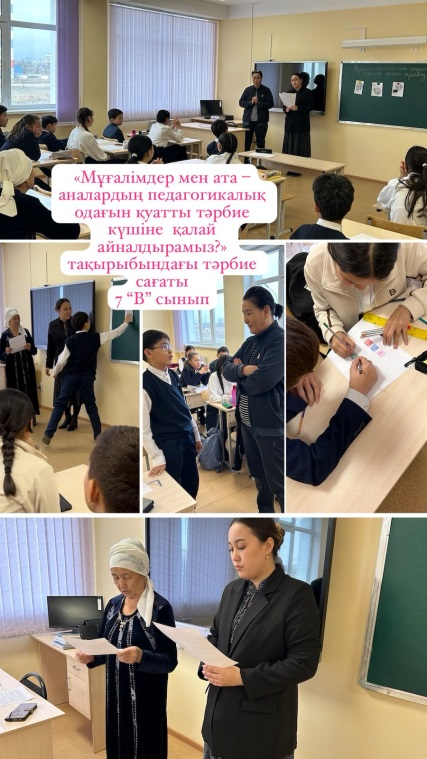 «Мұғалімдер мен ата –
аналардың педагогикалық
одағын қуатты тәрбие
күшіне қалай
айналдырамыз?»
тақырыбындағы тәрбие
сағаты
7 “В” сынып